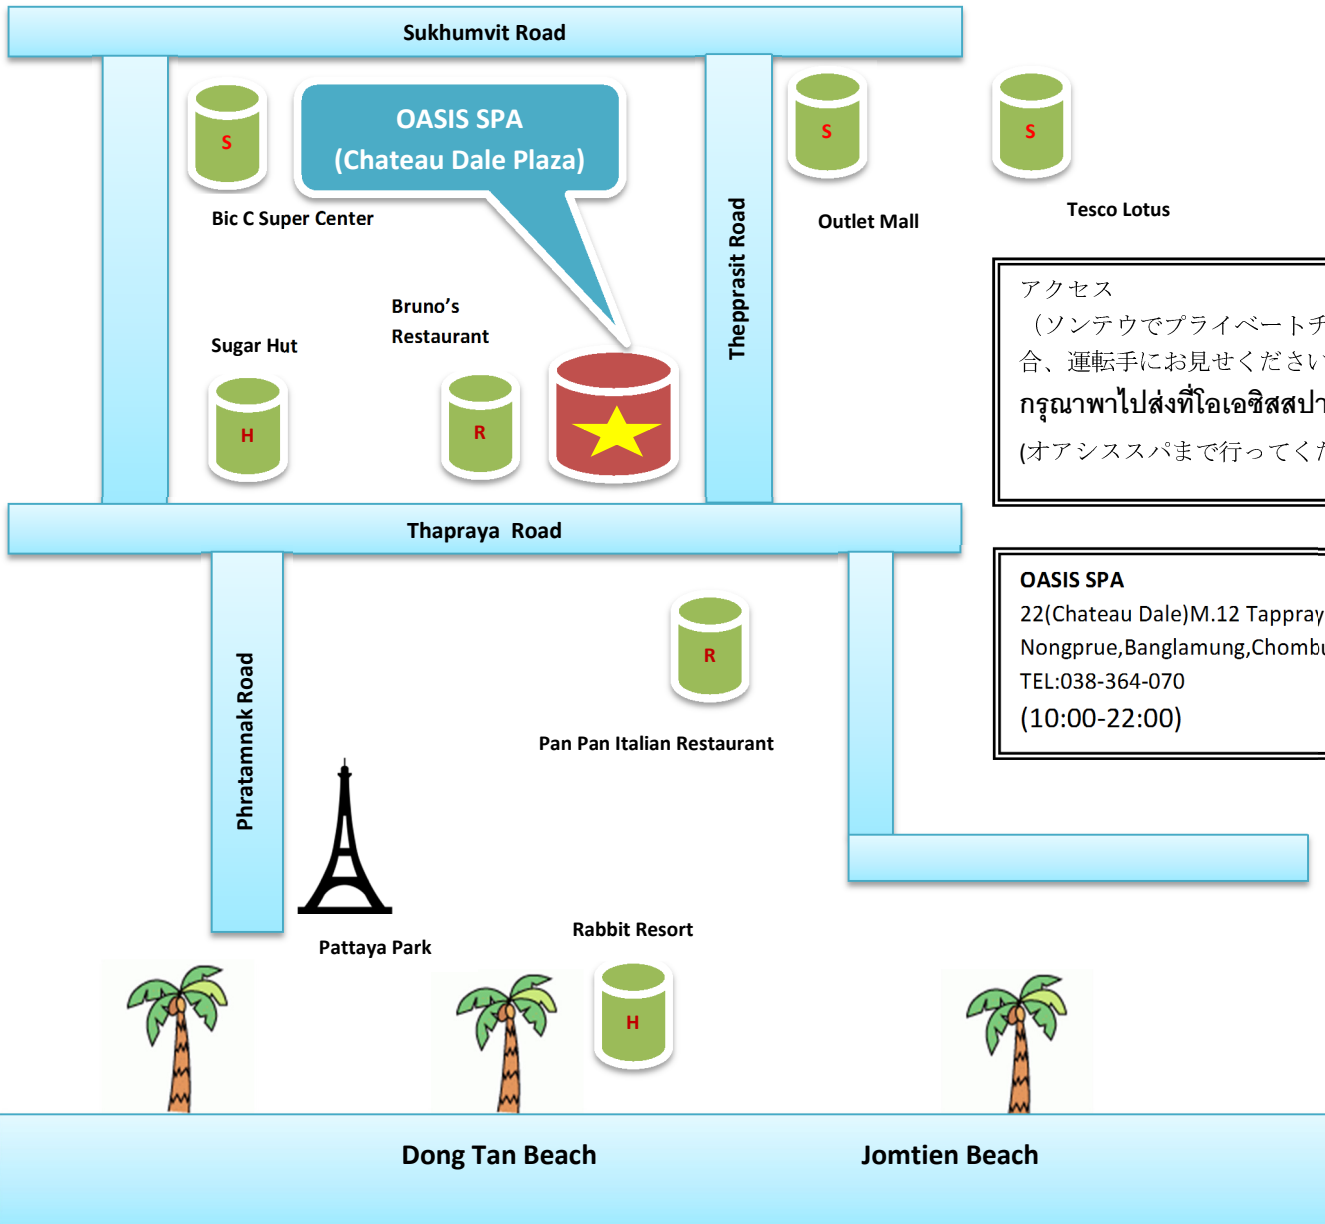 Sukhumvit Road
OASIS SPA
(Chateau Dale Plaza)
S
S
S
Bic C Super Center
Thepprasit Road
Outlet Mall
Tesco Lotus
アクセス
（ソンテウでプライベートチ
合、運転手にお見せください
กรุณาพาไปส่งที่โอเอซิสสปา
(オアシススパまで行ってくだ
Bruno’s
Restaurant
Sugar Hut
H
R
Thapraya Road
OASIS SPA
22(Chateau Dale)M.12 Tappray
Nongprue,Banglamung,Chombu
TEL:038-364-070
(10:00-22:00)
R
Pan Pan Italian Restaurant
Phratamnak Road
Pattaya Park
Rabbit Resort
H
Dong Tan Beach
Jomtien Beach